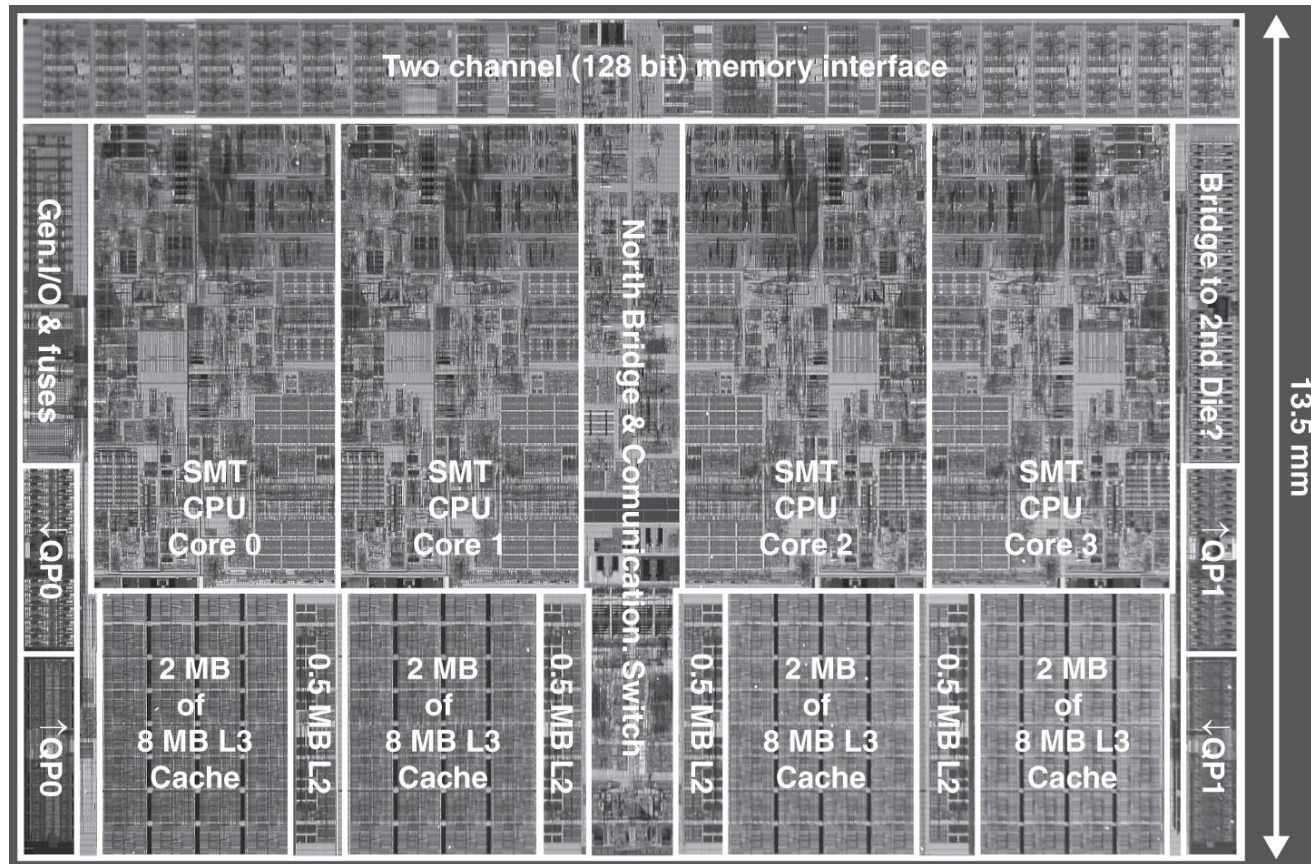 Two channel (128 bit) memory interface
Gen.I/O & fuses
↓QP0
↑QP0
SMT
CPU
Core 0
SMT
CPU
Core 1
North Bridge & Communication. Switch
SMT
CPU
Core 2
SMT
CPU
Core 3
Bridge to 2nd Die?
↑QP1
↓QP1
2 MB
of
8 MB L3
Cache
0.5 MB L2
2 MB
of
8 MB L3
Cache
0.5 MB L2
0.5 MB L2
2 MB
of
8 MB L3
Cache
0.5 MB L2
2 MB
of
8 MB L3
Cache
13.5 mm